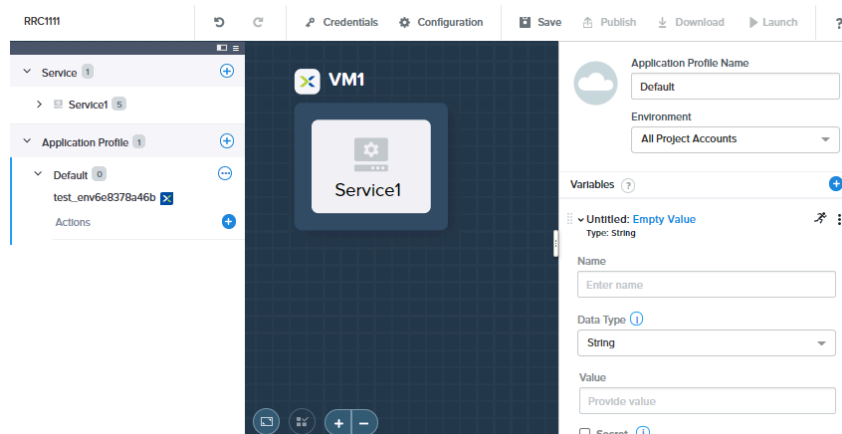 RRC1111
Credentials
Configuration
Save
Publish
Download
Launch
?
Service 1
Service1 5
Application Profile 1
Default 0
test_env6e8378a46b
Actions
VM1
Service1
Application Profile Name
Default
Environment
All Project Accounts
Variables ?
Untitled: Empty Value
Type: String
Name
Enter name
Data Type i
String
Value
Provide value
Secret i